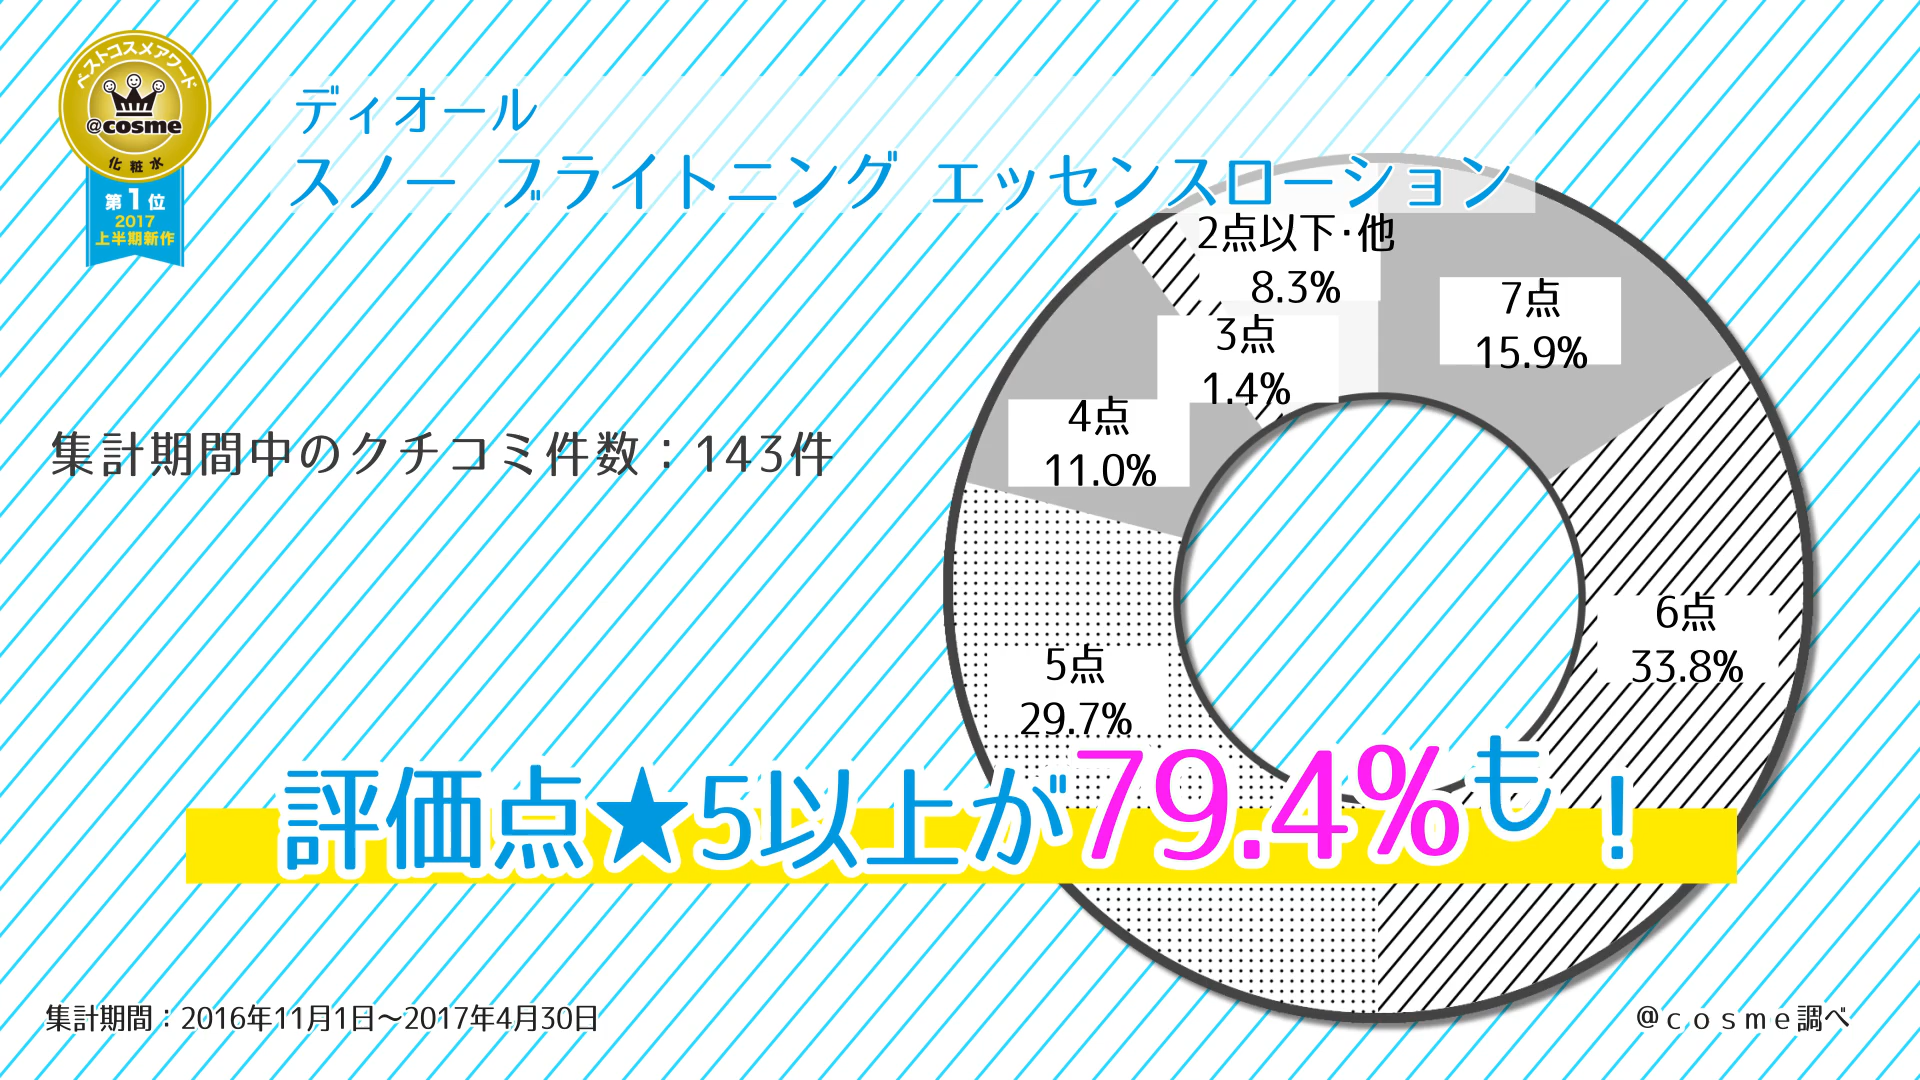 ベストコスメアワード
@cosme
化粧水
第1位
2017
上半期新作
ディオール
スノー ブライトニング エッセンスローション
2点以下・他
8.3%
7点
15.9%
3点
1.4%
4点
11.0%
集計期間中のクチコミ件数：143件
6点
33.8%
5点
29.7%
評価点★5以上が79.4%も！
集計期間：2016年11月1日～2017年4月30日
＠ｃｏｓｍｅ調べ